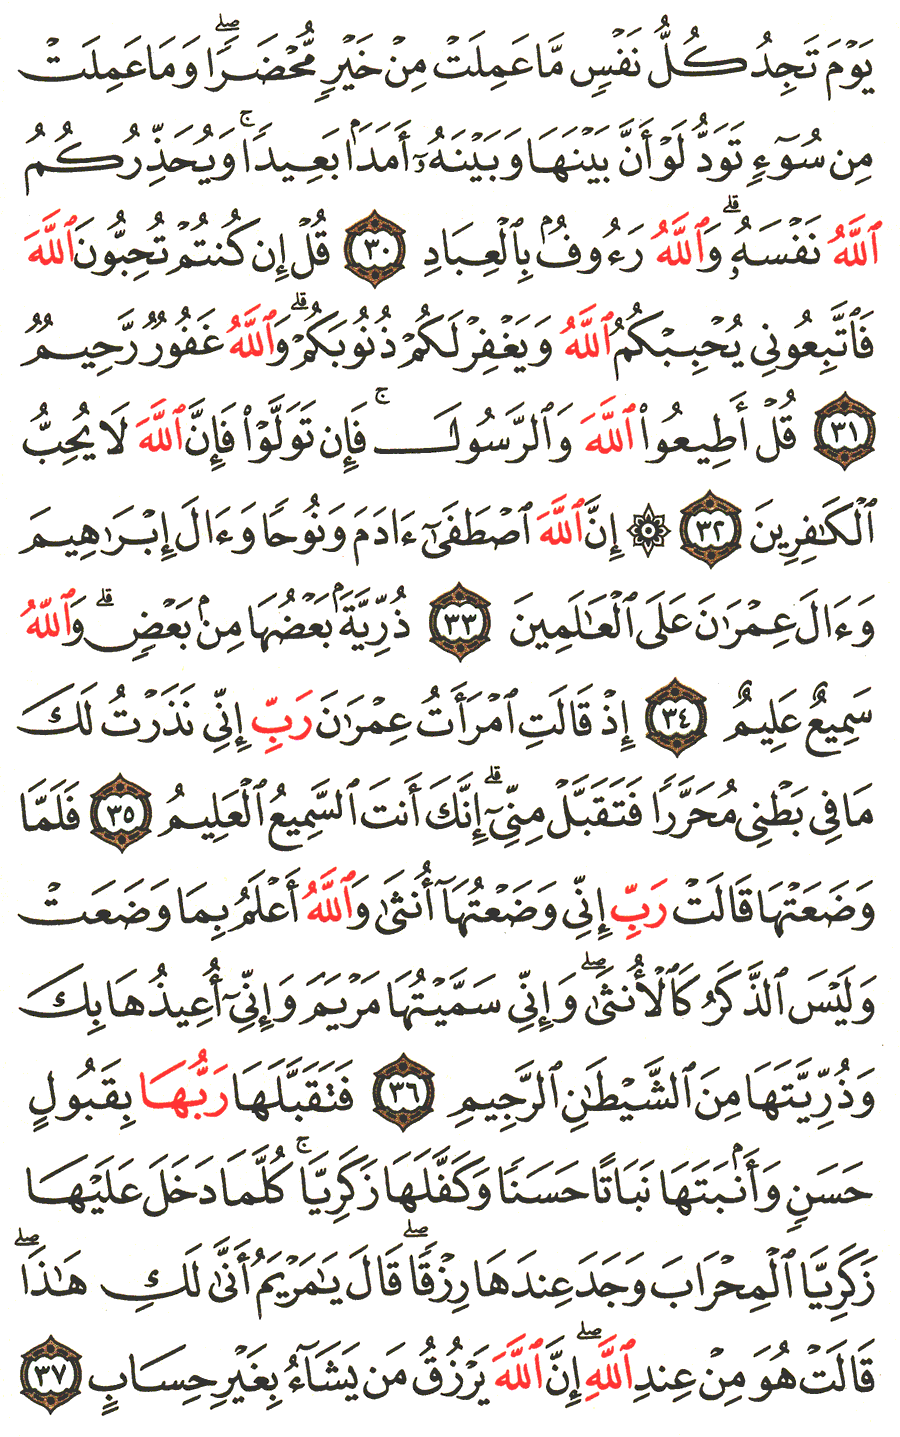 يَوْمَ تَجِدُ كُلُّ نَفْسٍ مَّا عَمِلَتْ مِنْ خَيْرٍ مُّحْضَرًا ۖ وَمَا عَمِلَتْ
مِن سُوٓءٍ تَوَدُّ لَوْ أَنَّ بَيْنَهَا وَبَيْنَهُۥٓ أَمَدًۢا بَعِيدًا ۚ وَيُحَذِّرُكُمُ
ٱللَّهُ نَفْسَهُۥ ۗ وَٱللَّهُ رَءُوفٌۢ بِٱلْعِبَادِ ٣٠ قُلْ إِن كُنتُمْ تُحِبُّونَ ٱللَّهَ
فَٱتَّبِعُونِى يُحْبِبْكُمُ ٱللَّهُ وَيَغْفِرْ لَكُمْ ذُنُوبَكُمْ ۗ وَٱللَّهُ غَفُورٌ رَّحِيمٌ
٣١ قُلْ أَطِيعُوا۟ ٱللَّهَ وَٱلرَّسُولَ ۖ فَإِن تَوَلَّوْا۟ فَإِنَّ ٱللَّهَ لَا يُحِبُّ
ٱلْكَٰفِرِينَ ٣٢ ۞ إِنَّ ٱللَّهَ ٱصْطَفَىٰٓ ءَادَمَ وَنُوحًا وَءَالَ إِبْرَٰهِيمَ
وَءَالَ عِمْرَٰنَ عَلَى ٱلْعَٰلَمِينَ ٣٣ ذُرِّيَّةًۢ بَعْضُهَا مِنۢ بَعْضٍ ۗ وَٱللَّهُ
سَمِيعٌ عَلِيمٌ ٣٤ إِذْ قَالَتِ ٱمْرَأَتُ عِمْرَٰنَ رَبِّ إِنِّى نَذَرْتُ لَكَ
مَا فِى بَطْنِى مُحَرَّرًا فَتَقَبَّلْ مِنِّىٓ ۗ إِنَّكَ أَنتَ ٱلسَّمِيعُ ٱلْعَلِيمُ ٣٥ فَلَمَّا
وَضَعَتْهَا قَالَتْ رَبِّ إِنِّى وَضَعْتُهَآ أُنثَىٰ وَٱللَّهُ أَعْلَمُ بِمَا وَضَعَتْ
وَلَيْسَ ٱلذَّكَرُ كَٱلْأُنثَىٰ ۖ وَإِنِّى سَمَّيْتُهَا مَرْيَمَ وَإِنِّىٓ أُعِيذُهَا بِكَ
وَذُرِّيَّتَهَا مِنَ ٱلشَّيْطَٰنِ ٱلرَّجِيمِ ٣٦ فَتَقَبَّلَهَا رَبُّهَا بِقَبُولٍ
حَسَنٍ وَأَنۢبَتَهَا نَبَاتًا حَسَنًا وَكَفَّلَهَا زَكَرِيَّا ۚ كُلَّمَا دَخَلَ عَلَيْهَا
زَكَرِيَّا ٱلْمِحْرَابَ وَجَدَ عِندَهَا رِزْقًا ۖ قَالَ يَٰمَرْيَمُ أَنَّىٰ لَكِ هَٰذَا ۖ
قَالَتْ هُوَ مِنْ عِندِ ٱللَّهِ ۖ إِنَّ ٱللَّهَ يَرْزُقُ مَن يَشَآءُ بِغَيْرِ حِسَابٍ ٣٧